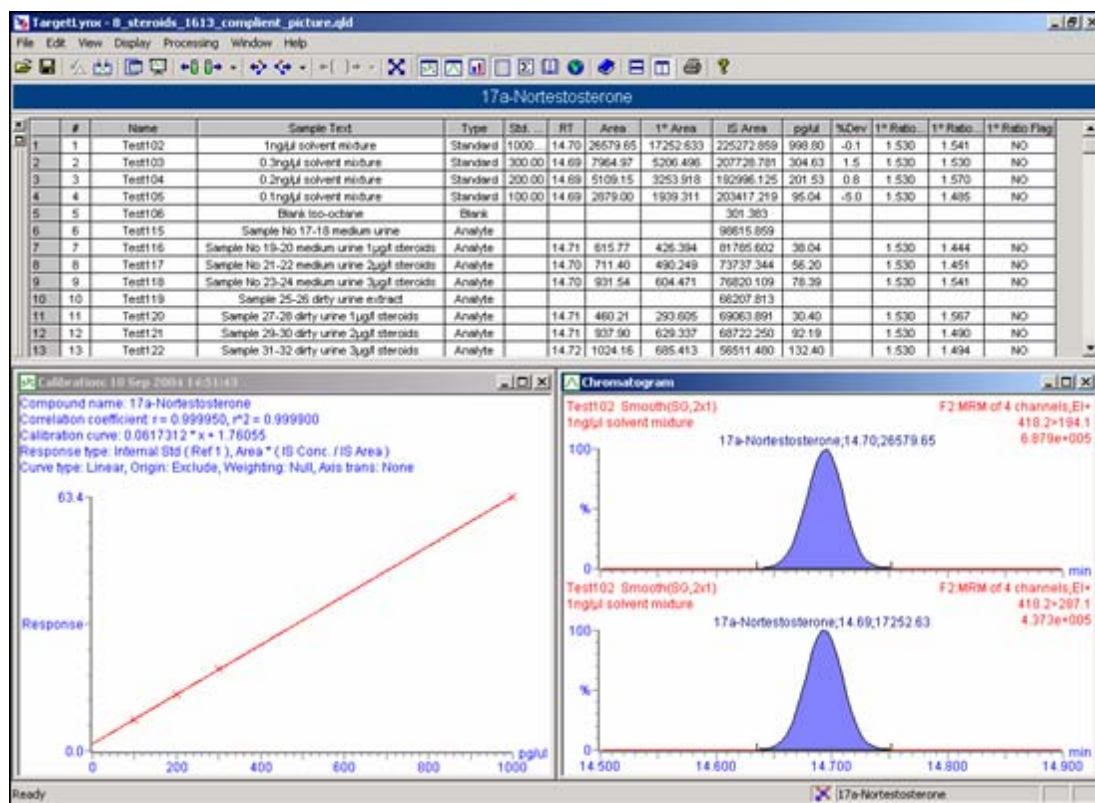 TargetLynx - 8_steroids_1613_complient_picture.qld
File Edit View Display Processing Window Help
17a-Nortestosterone
# Name Sample Text Type Std. ... RT Area 1° Area IS Area pg/ul %Dev 1° Ratio... 1° Ratio... 1° Ratio Flag
1 1 Test102 1ng/µl solvent mixture Standard 1000... 14.70 26579.65 17252.633 225272.859 998.80 -0.1 1.530 1.541 NO
2 2 Test103 0.3ng/µl solvent mixture Standard 300.00 14.69 7964.97 5206.496 207728.781 304.63 1.5 1.530 1.530 NO
3 3 Test104 0.2ng/µl solvent mixture Standard 200.00 14.69 5109.15 3253.918 192996.125 201.53 0.8 1.530 1.570 NO
4 4 Test105 0.1ng/µl solvent mixture Standard 100.00 14.69 2879.00 1939.311 203417.219 95.04 -5.0 1.530 1.485 NO
5 5 Test106 Blank Iso-octane Blank 301.383
6 6 Test115 Sample No 17-18 medium urine Analyte 98615.859
7 7 Test116 Sample No 19-20 medium urine 1µg/l steroids Analyte 14.71 615.77 426.394 81785.602 38.04 1.530 1.444 NO
8 8 Test117 Sample No 21-22 medium urine 2µg/l steroids Analyte 14.70 711.40 490.249 73737.344 56.20 1.530 1.451 NO
9 9 Test118 Sample No 23-24 medium urine 3µg/l steroids Analyte 14.70 931.54 604.471 76820.109 78.39 1.530 1.541 NO
10 10 Test119 Sample 25-26 dirty urine extract Analyte 66207.813
11 11 Test120 Sample 27-28 dirty urine 1µg/l steroids Analyte 14.71 460.21 293.605 69063.891 30.40 1.530 1.567 NO
12 12 Test121 Sample 29-30 dirty urine 2µg/l steroids Analyte 14.71 937.90 629.337 68722.250 92.19 1.530 1.490 NO
13 13 Test122 Sample 31-32 dirty urine 3µg/l steroids Analyte 14.72 1024.16 685.413 56511.480 132.40 1.530 1.494 NO
Calibration: 10 Sep 2004 14:51:43
Compound name: 17a-Nortestosterone
Correlation coefficient: r = 0.999950, r^2 = 0.999900
Calibration curve: 0.0617312 * x + 1.76055
Response type: Internal Std ( Ref 1 ), Area * ( IS Conc. / IS Area )
Curve type: Linear, Origin: Exclude, Weighting: Null, Axis trans: None
63.4
Response
0.0
pg/ul
0 200 400 600 800 1000
Chromatogram
Test102 Smooth(SG,2x1)
1ng/µl solvent mixture
F2:MRM of 4 channels,EI+
418.2>194.1
6.879e+005
17a-Nortestosterone;14.70;26579.65
100
%
0
min
Test102 Smooth(SG,2x1)
1ng/µl solvent mixture
F2:MRM of 4 channels,EI+
418.2>287.1
4.373e+005
17a-Nortestosterone;14.69;17252.63
100
%
0
min
14.500 14.600 14.700 14.800 14.900
Ready
17a-Nortestosterone